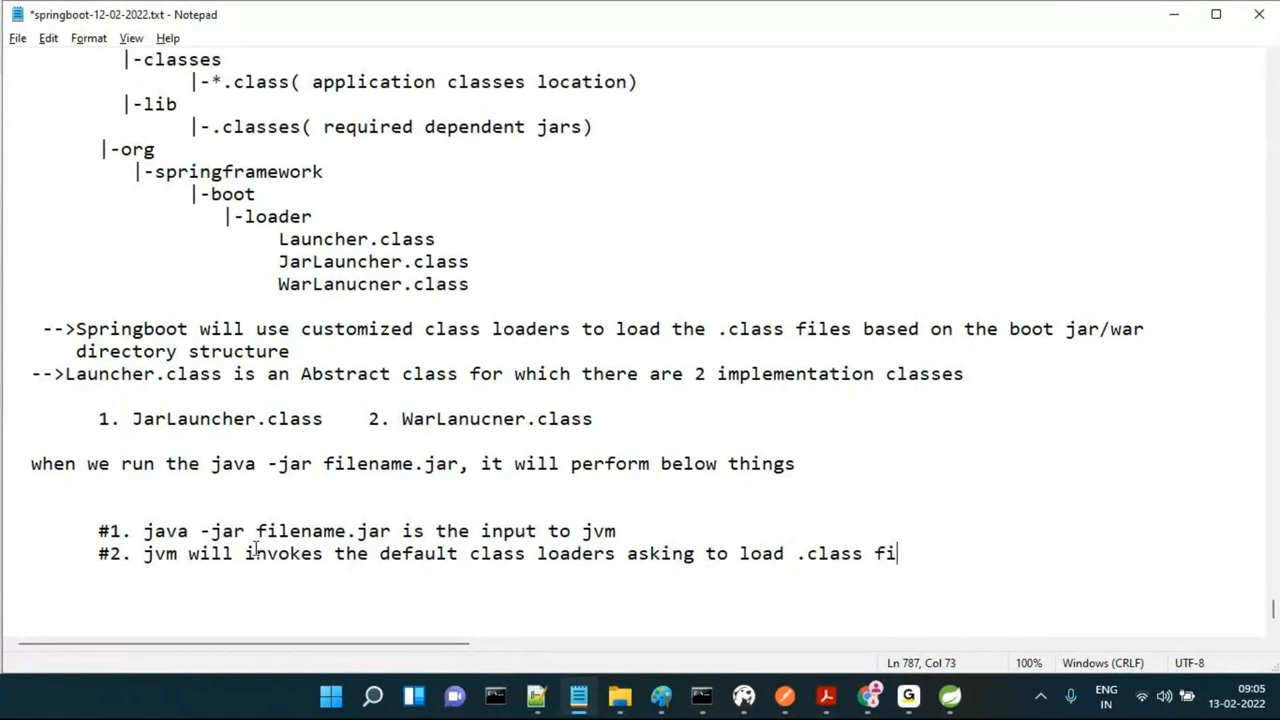 *springboot-12-02-2022.txt - Notepad
File Edit Format View Help
|-classes
|-*.class( application classes location)
|-lib
|-.classes( required dependent jars)
|-org
|-springframework
|-boot
|-loader
Launcher.class
JarLauncher.class
WarLanucner.class
-->Springboot will use customized class loaders to load the .class files based on the boot jar/war
directory structure
-->Launcher.class is an Abstract class for which there are 2 implementation classes
1. JarLauncher.class 2. WarLanucner.class
when we run the java -jar filename.jar, it will perform below things
#1. java -jar filename.jar is the input to jvm
#2. jvm will invokes the default class loaders asking to load .class fi
Ln 787, Col 73 100% Windows (CRLF) UTF-8
ENG
IN
09:05
13-02-2022